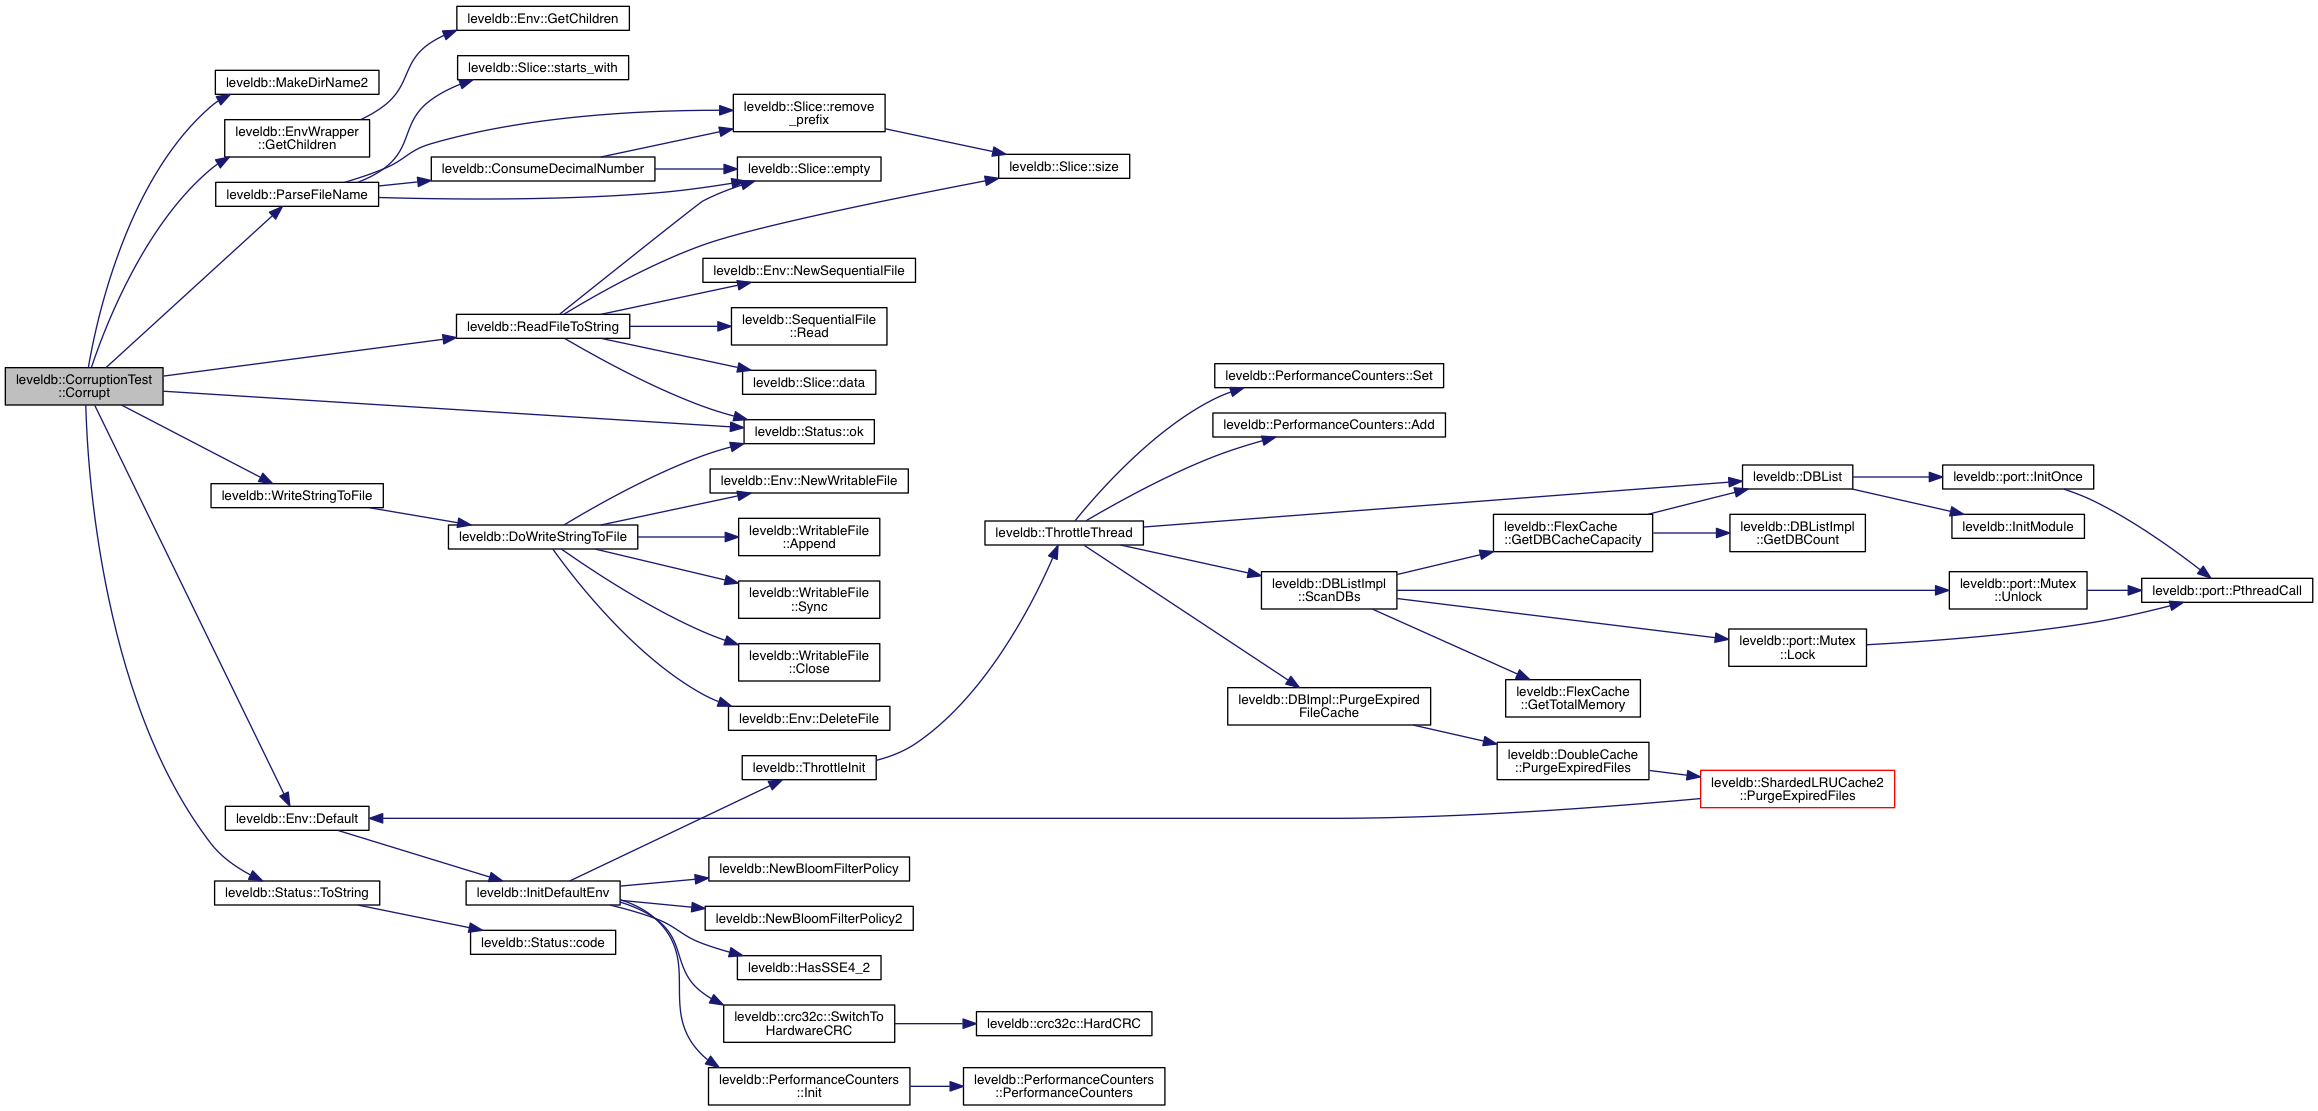 leveldb::Env::GetChildren
leveldb::Slice::starts_with
leveldb::MakeDirName2
leveldb::Slice::remove
_prefix
leveldb::EnvWrapper
::GetChildren
leveldb::ConsumeDecimalNumber
leveldb::Slice::empty
leveldb::Slice::size
leveldb::ParseFileName
leveldb::Env::NewSequentialFile
leveldb::ReadFileToString
leveldb::SequentialFile
::Read
leveldb::Slice::data
leveldb::CorruptionTest
::Corrupt
leveldb::PerformanceCounters::Set
leveldb::PerformanceCounters::Add
leveldb::Status::ok
leveldb::Env::NewWritableFile
leveldb::DBList
leveldb::port::InitOnce
leveldb::WriteStringToFile
leveldb::DoWriteStringToFile
leveldb::WritableFile
::Append
leveldb::ThrottleThread
leveldb::FlexCache
::GetDBCacheCapacity
leveldb::DBListImpl
::GetDBCount
leveldb::InitModule
leveldb::WritableFile
::Sync
leveldb::DBListImpl
::ScanDBs
leveldb::port::Mutex
::Unlock
leveldb::port::PthreadCall
leveldb::port::Mutex
::Lock
leveldb::WritableFile
::Close
leveldb::FlexCache
::GetTotalMemory
leveldb::Env::DeleteFile
leveldb::DBImpl::PurgeExpired
FileCache
leveldb::ThrottleInit
leveldb::DoubleCache
::PurgeExpiredFiles
leveldb::ShardedLRUCache2
::PurgeExpiredFiles
leveldb::Env::Default
leveldb::NewBloomFilterPolicy
leveldb::Status::ToString
leveldb::InitDefaultEnv
leveldb::NewBloomFilterPolicy2
leveldb::Status::code
leveldb::HasSSE4_2
leveldb::crc32c::SwitchTo
HardwareCRC
leveldb::crc32c::HardCRC
leveldb::PerformanceCounters
::Init
leveldb::PerformanceCounters
::PerformanceCounters